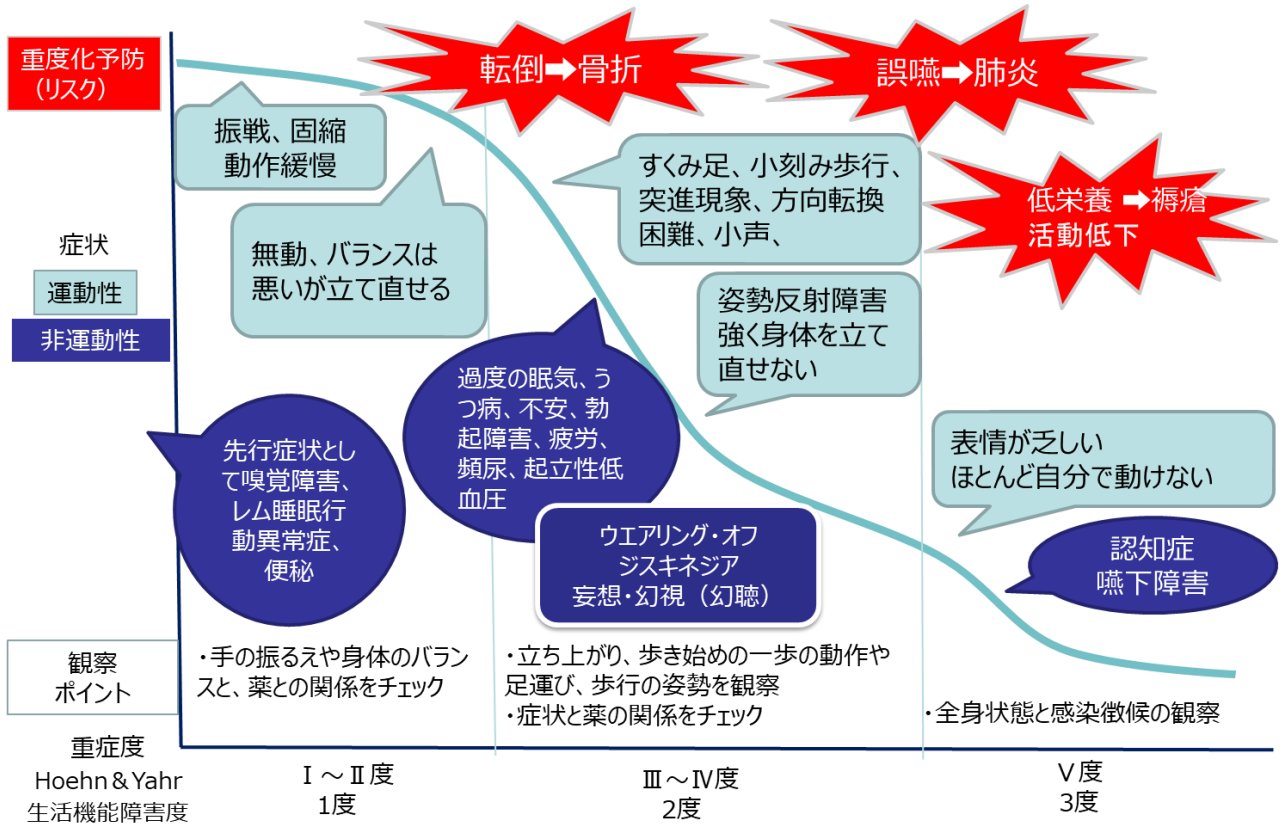 重度化予防
(リスク)
転倒➡骨折
誤嚥➡肺炎
低栄養 ➡褥瘡
活動低下
振戦、固縮
動作緩慢
無動、バランスは
悪いが立て直せる
すくみ足、小刻み歩行、
突進現象、方向転換
困難、小声、
姿勢反射障害
強く身体を立て
直せない
表情が乏しい
ほとんど自分で動けない
症状
運動性
非運動性
先行症状とし
て嗅覚障害、
レム睡眠行
動異常症、
便秘
過度の眠気、う
つ病、不安、勃
起障害、疲労、
頻尿、起立性低
血圧
ウエアリング・オフ
ジスキネジア
妄想・幻視（幻聴）
認知症
嚥下障害
観察
ポイント
・手の振るえや身体のバラン
スと、薬との関係をチェック
・立ち上がり、歩き始めの一歩の動作や
足運び、歩行の姿勢を観察
・症状と薬の関係をチェック
・全身状態と感染徴候の観察
重症度
Hoehn＆Yahr
生活機能障害度
Ⅰ～Ⅱ度
1度
Ⅲ～Ⅳ度
2度
Ⅴ度
3度